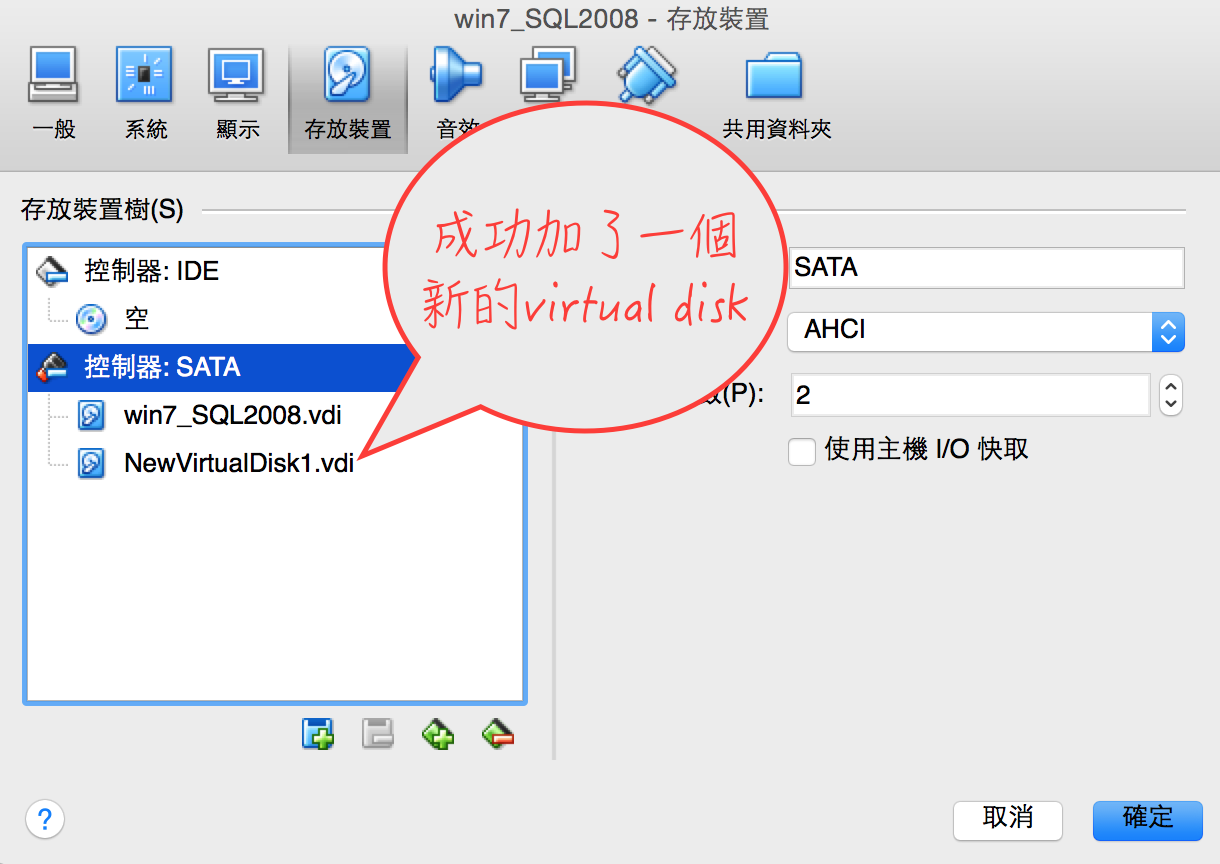 win7_SQL2008 - 存放裝置
一般
系統
顯示
存放裝置
音效
共用資料夾
存放裝置樹(S)
控制器: IDE
空
控制器: SATA
win7_SQL2008.vdi
NewVirtualDisk1.vdi
成功加了一個
新的virtual disk
SATA
AHCI
(P):
2
使用主機 I/O 快取
?
取消
確定